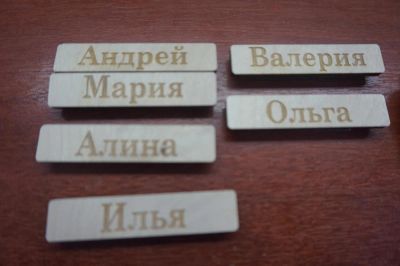 Андрей
Мария
Алина
Илья
Валерия
Ольга